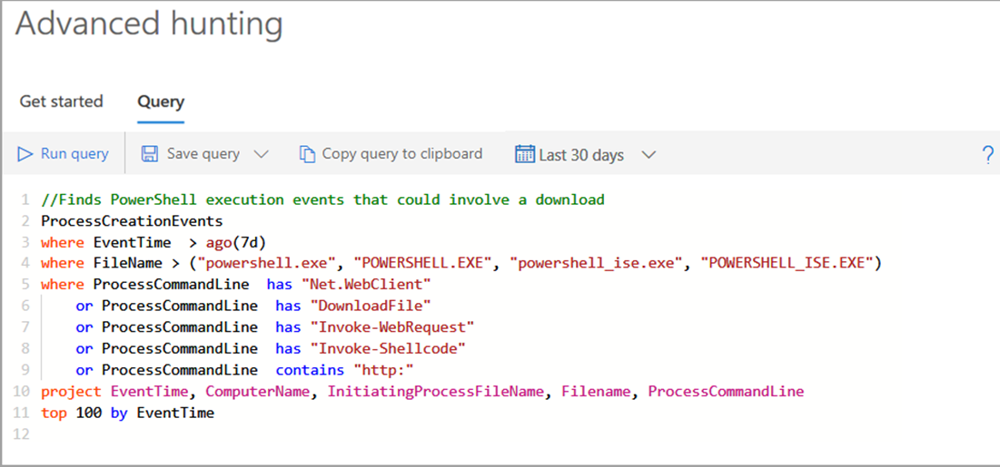 Advanced hunting
Get started Query
Run query Save query Copy query to clipboard Last 30 days ?
1 //Finds PowerShell execution events that could involve a download
2 ProcessCreationEvents
3 where EventTime > ago(7d)
4 where FileName > ("powershell.exe", "POWERSHELL.EXE", "powershell_ise.exe", "POWERSHELL_ISE.EXE")
5 where ProcessCommandLine has "Net.WebClient"
6 or ProcessCommandLine has "DownloadFile"
7 or ProcessCommandLine has "Invoke-WebRequest"
8 or ProcessCommandLine has "Invoke-Shellcode"
9 or ProcessCommandLine contains "http:"
10 project EventTime, ComputerName, InitiatingProcessFileName, Filename, ProcessCommandLine
11 top 100 by EventTime
12